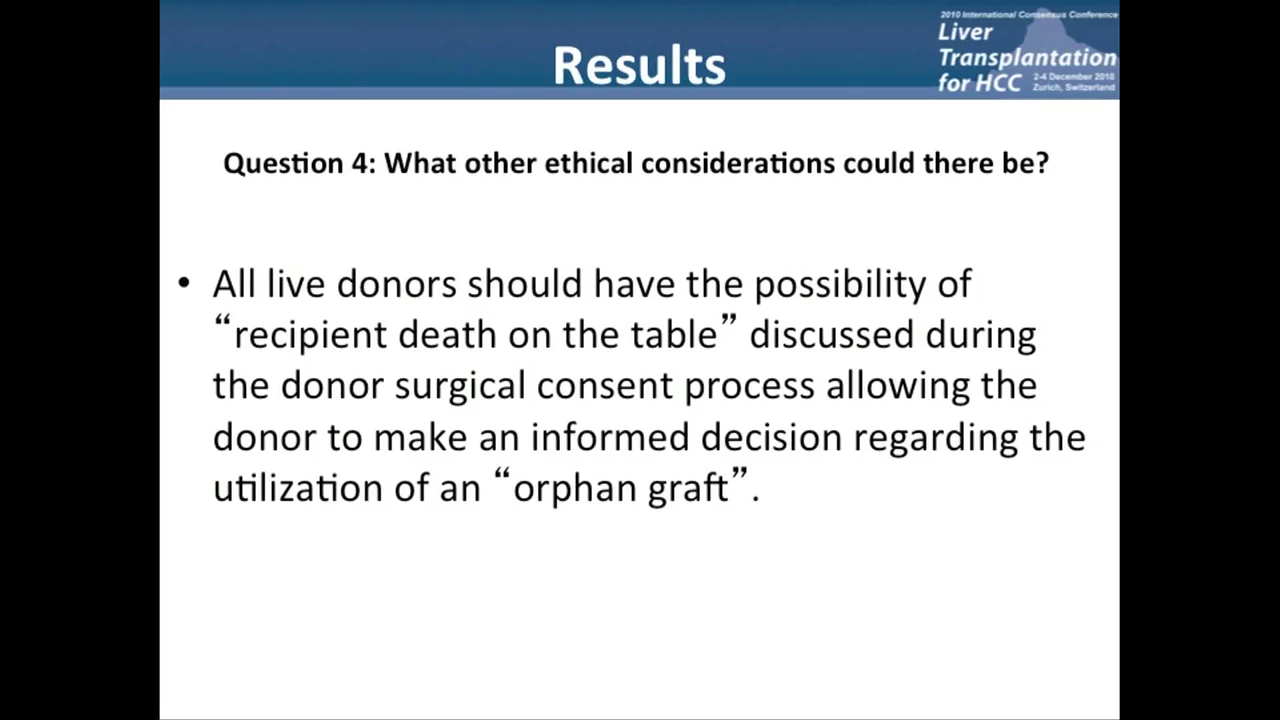 2010 International Consensus Conference
Liver
Transplantation
for HCC
2-4 December 2010
Zurich, Switzerland
Results
Question 4: What other ethical considerations could there be?
• All live donors should have the possibility of
“recipient death on the table” discussed during
the donor surgical consent process allowing the
donor to make an informed decision regarding the
utilization of an “orphan graft”.